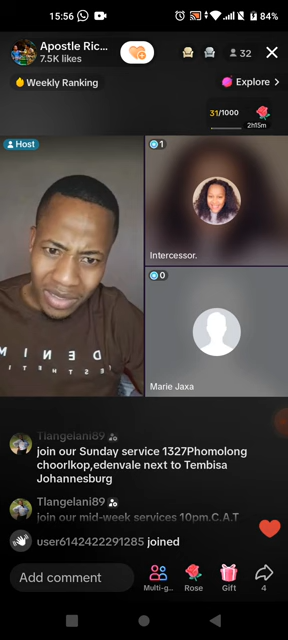 15:56
84%
Apostle Ric...
7.5K likes
32
Weekly Ranking
Explore
31/1000
2h15m
Host
1
Intercessor.
0
Marie Jaxa
Tlangelani89
join our Sunday service 1327Phomolong
choorlkop,edenvale next to Tembisa
Johannesburg
Tlangelani89
join our mid-week services 10pm.C.A.T
user6142422291285 joined
Add comment
Multi-g...
Rose
Gift
4